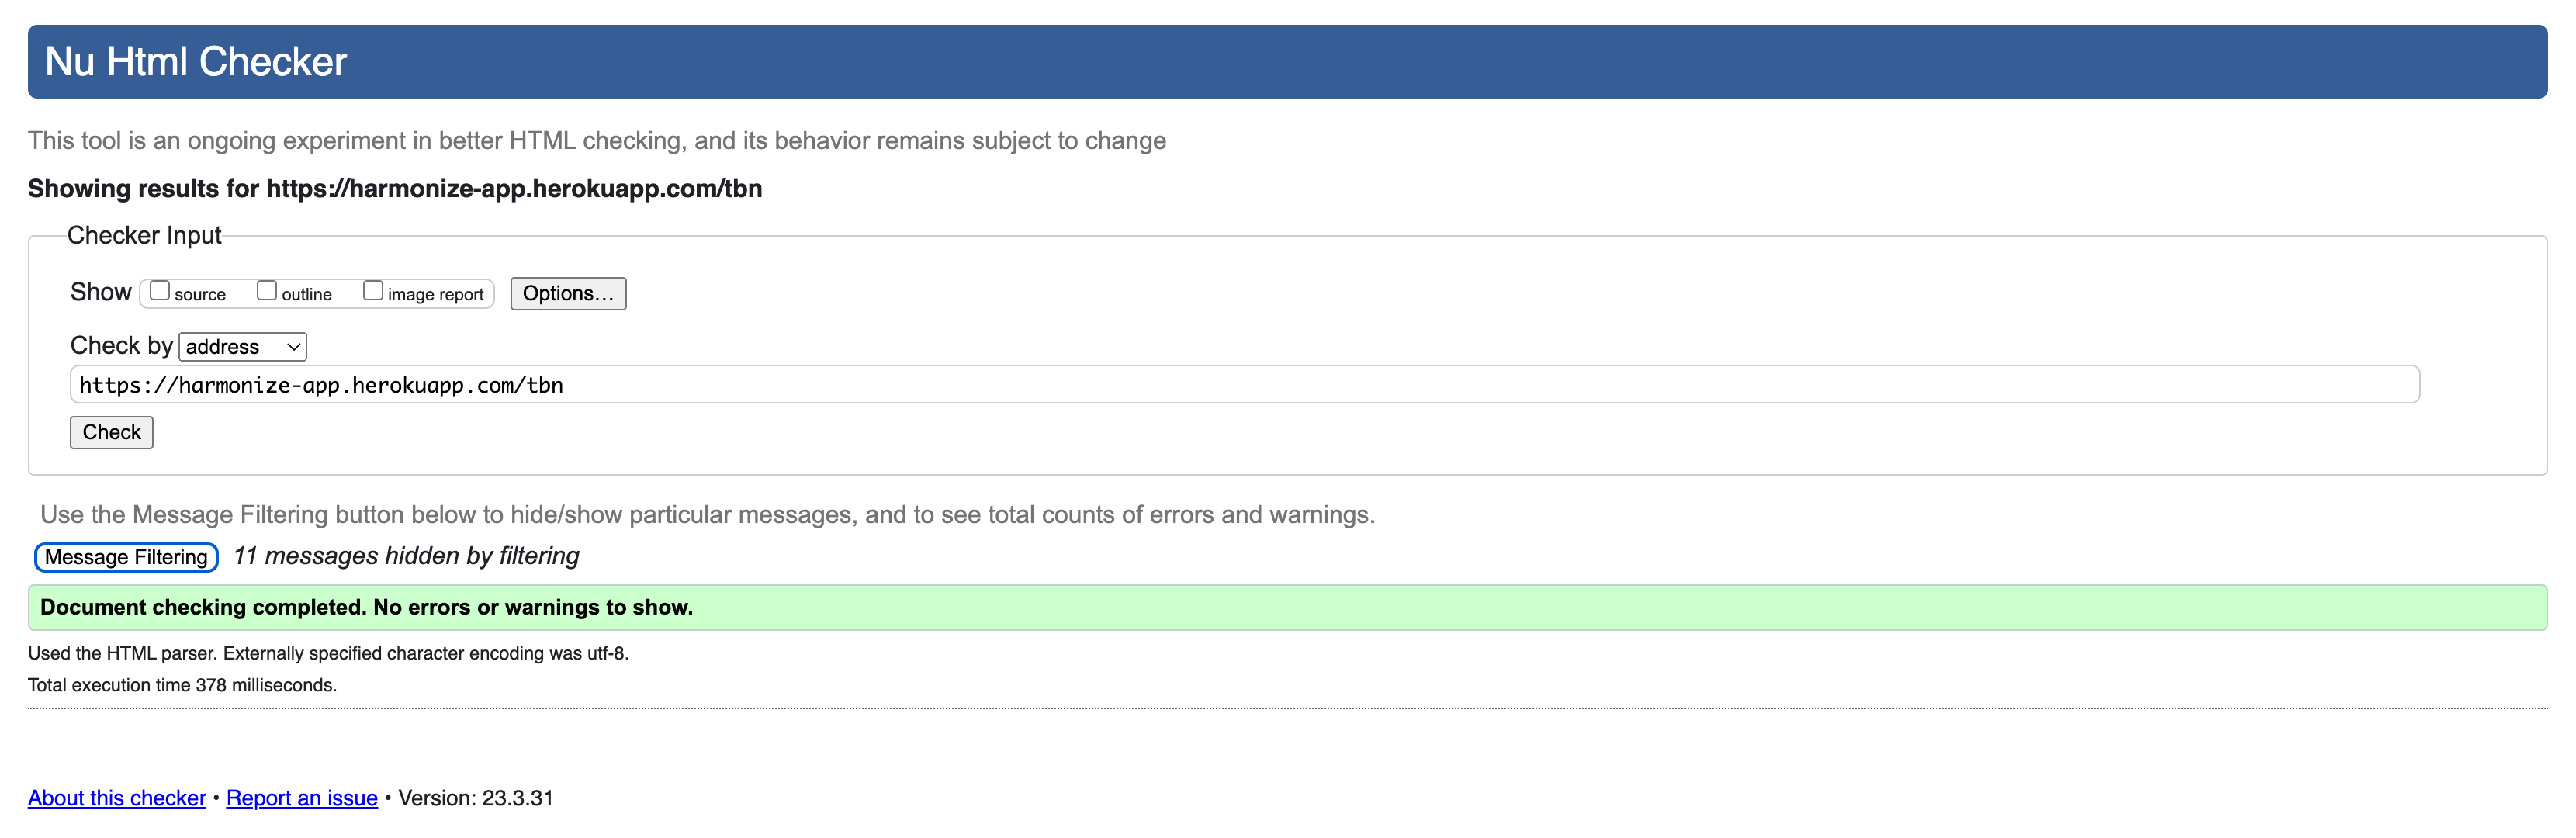 Nu Html Checker
This tool is an ongoing experiment in better HTML checking, and its behavior remains subject to change
Showing results for https://harmonize-app.herokuapp.com/tbn
Checker Input
Show source outline image report Options...
Check by address
https://harmonize-app.herokuapp.com/tbn
Check
Use the Message Filtering button below to hide/show particular messages, and to see total counts of errors and warnings.
Message Filtering 11 messages hidden by filtering
Document checking completed. No errors or warnings to show.
Used the HTML parser. Externally specified character encoding was utf-8.
Total execution time 378 milliseconds.
About this checker • Report an issue • Version: 23.3.31